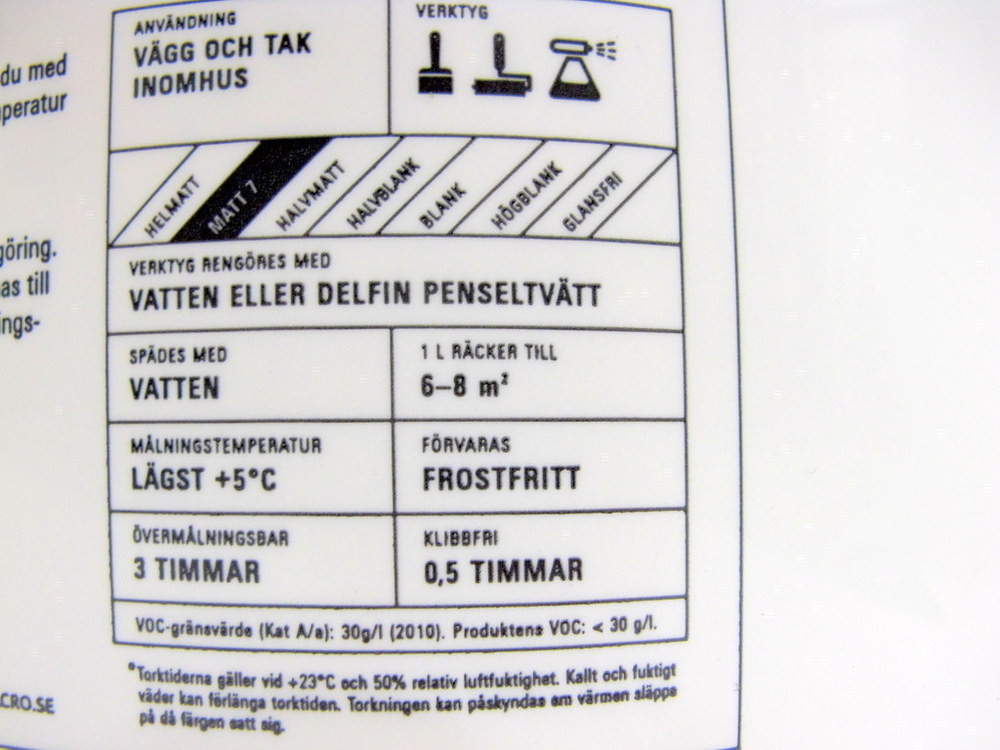 du med
peratur
göring.
as till
ings-
CRO.SE
ANVÄNDNING
VÄGG OCH TAK
INOMHUS
VERKTYG
HELMATT
MATT 7
HALVMATT
HALVBLANK
BLANK
HÖGBLANK
GLANSFRI
VERKTYG RENGÖRES MED
VATTEN ELLER DELFIN PENSELTVÄTT
SPÄDES MED
VATTEN
1 L RÄCKER TILL
6–8 m²
MÅLNINGSTEMPERATUR
LÄGST +5°C
FÖRVARAS
FROSTFRITT
ÖVERMÅLNINGSBAR
3 TIMMAR
KLIBBFRI
0,5 TIMMAR
VOC-gränsvärde (Kat A/a): 30g/l (2010). Produktens VOC: < 30 g/l.
*Torktiderna gäller vid +23°C och 50% relativ luftfuktighet. Kallt och fuktigt
väder kan förlänga torktiden. Torkningen kan påskyndas om värmen släpps
på då färgen satt sig.